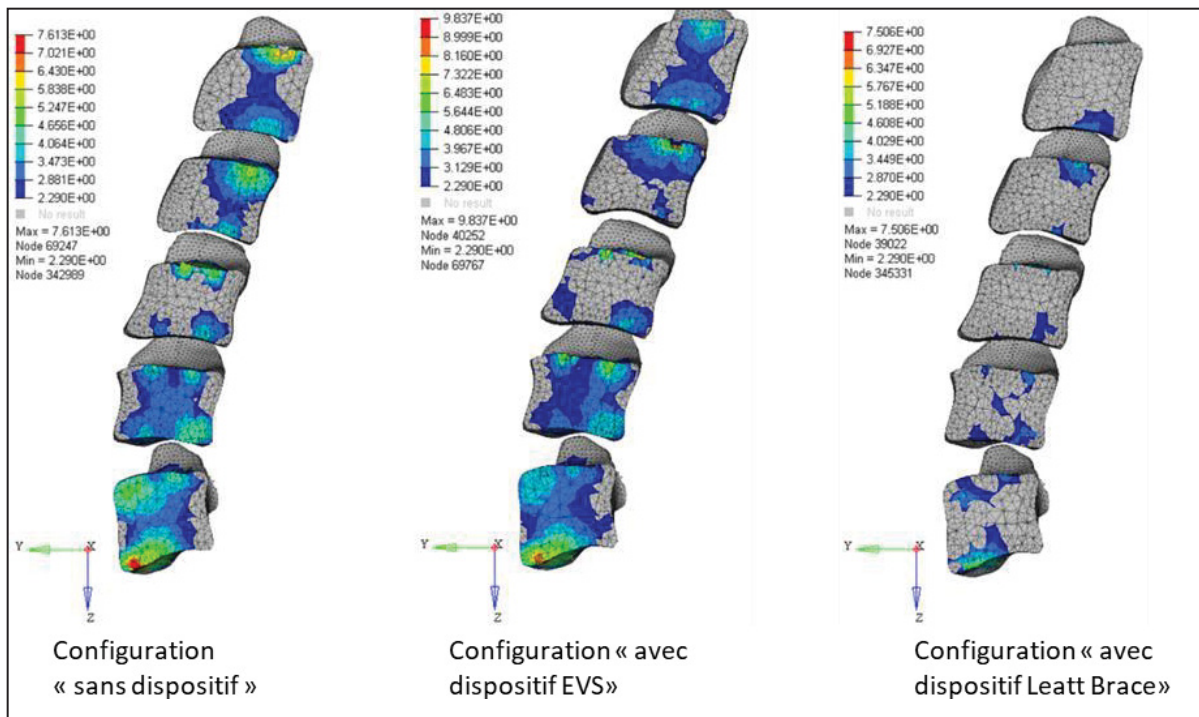 7.613E+00
7.021E+00
6.430E+00
5.838E+00
5.247E+00
4.656E+00
4.064E+00
3.473E+00
2.881E+00
2.290E+00
No result
Max = 7.613E+00
Node 69247
Min = 2.290E+00
Node 342989
9.837E+00
8.999E+00
8.160E+00
7.322E+00
6.483E+00
5.644E+00
4.806E+00
3.967E+00
3.129E+00
2.290E+00
No result
Max = 9.837E+00
Node 40252
Min = 2.290E+00
Node 69767
7.506E+00
6.927E+00
6.347E+00
5.767E+00
5.188E+00
4.608E+00
4.029E+00
3.449E+00
2.870E+00
2.290E+00
No result
Max = 7.506E+00
Node 39022
Min = 2.290E+00
Node 345331
Y X
Z
Y X
Z
Y X
Z
Configuration
« sans dispositif »
Configuration « avec
dispositif EVS»
Configuration « avec
dispositif Leatt Brace»